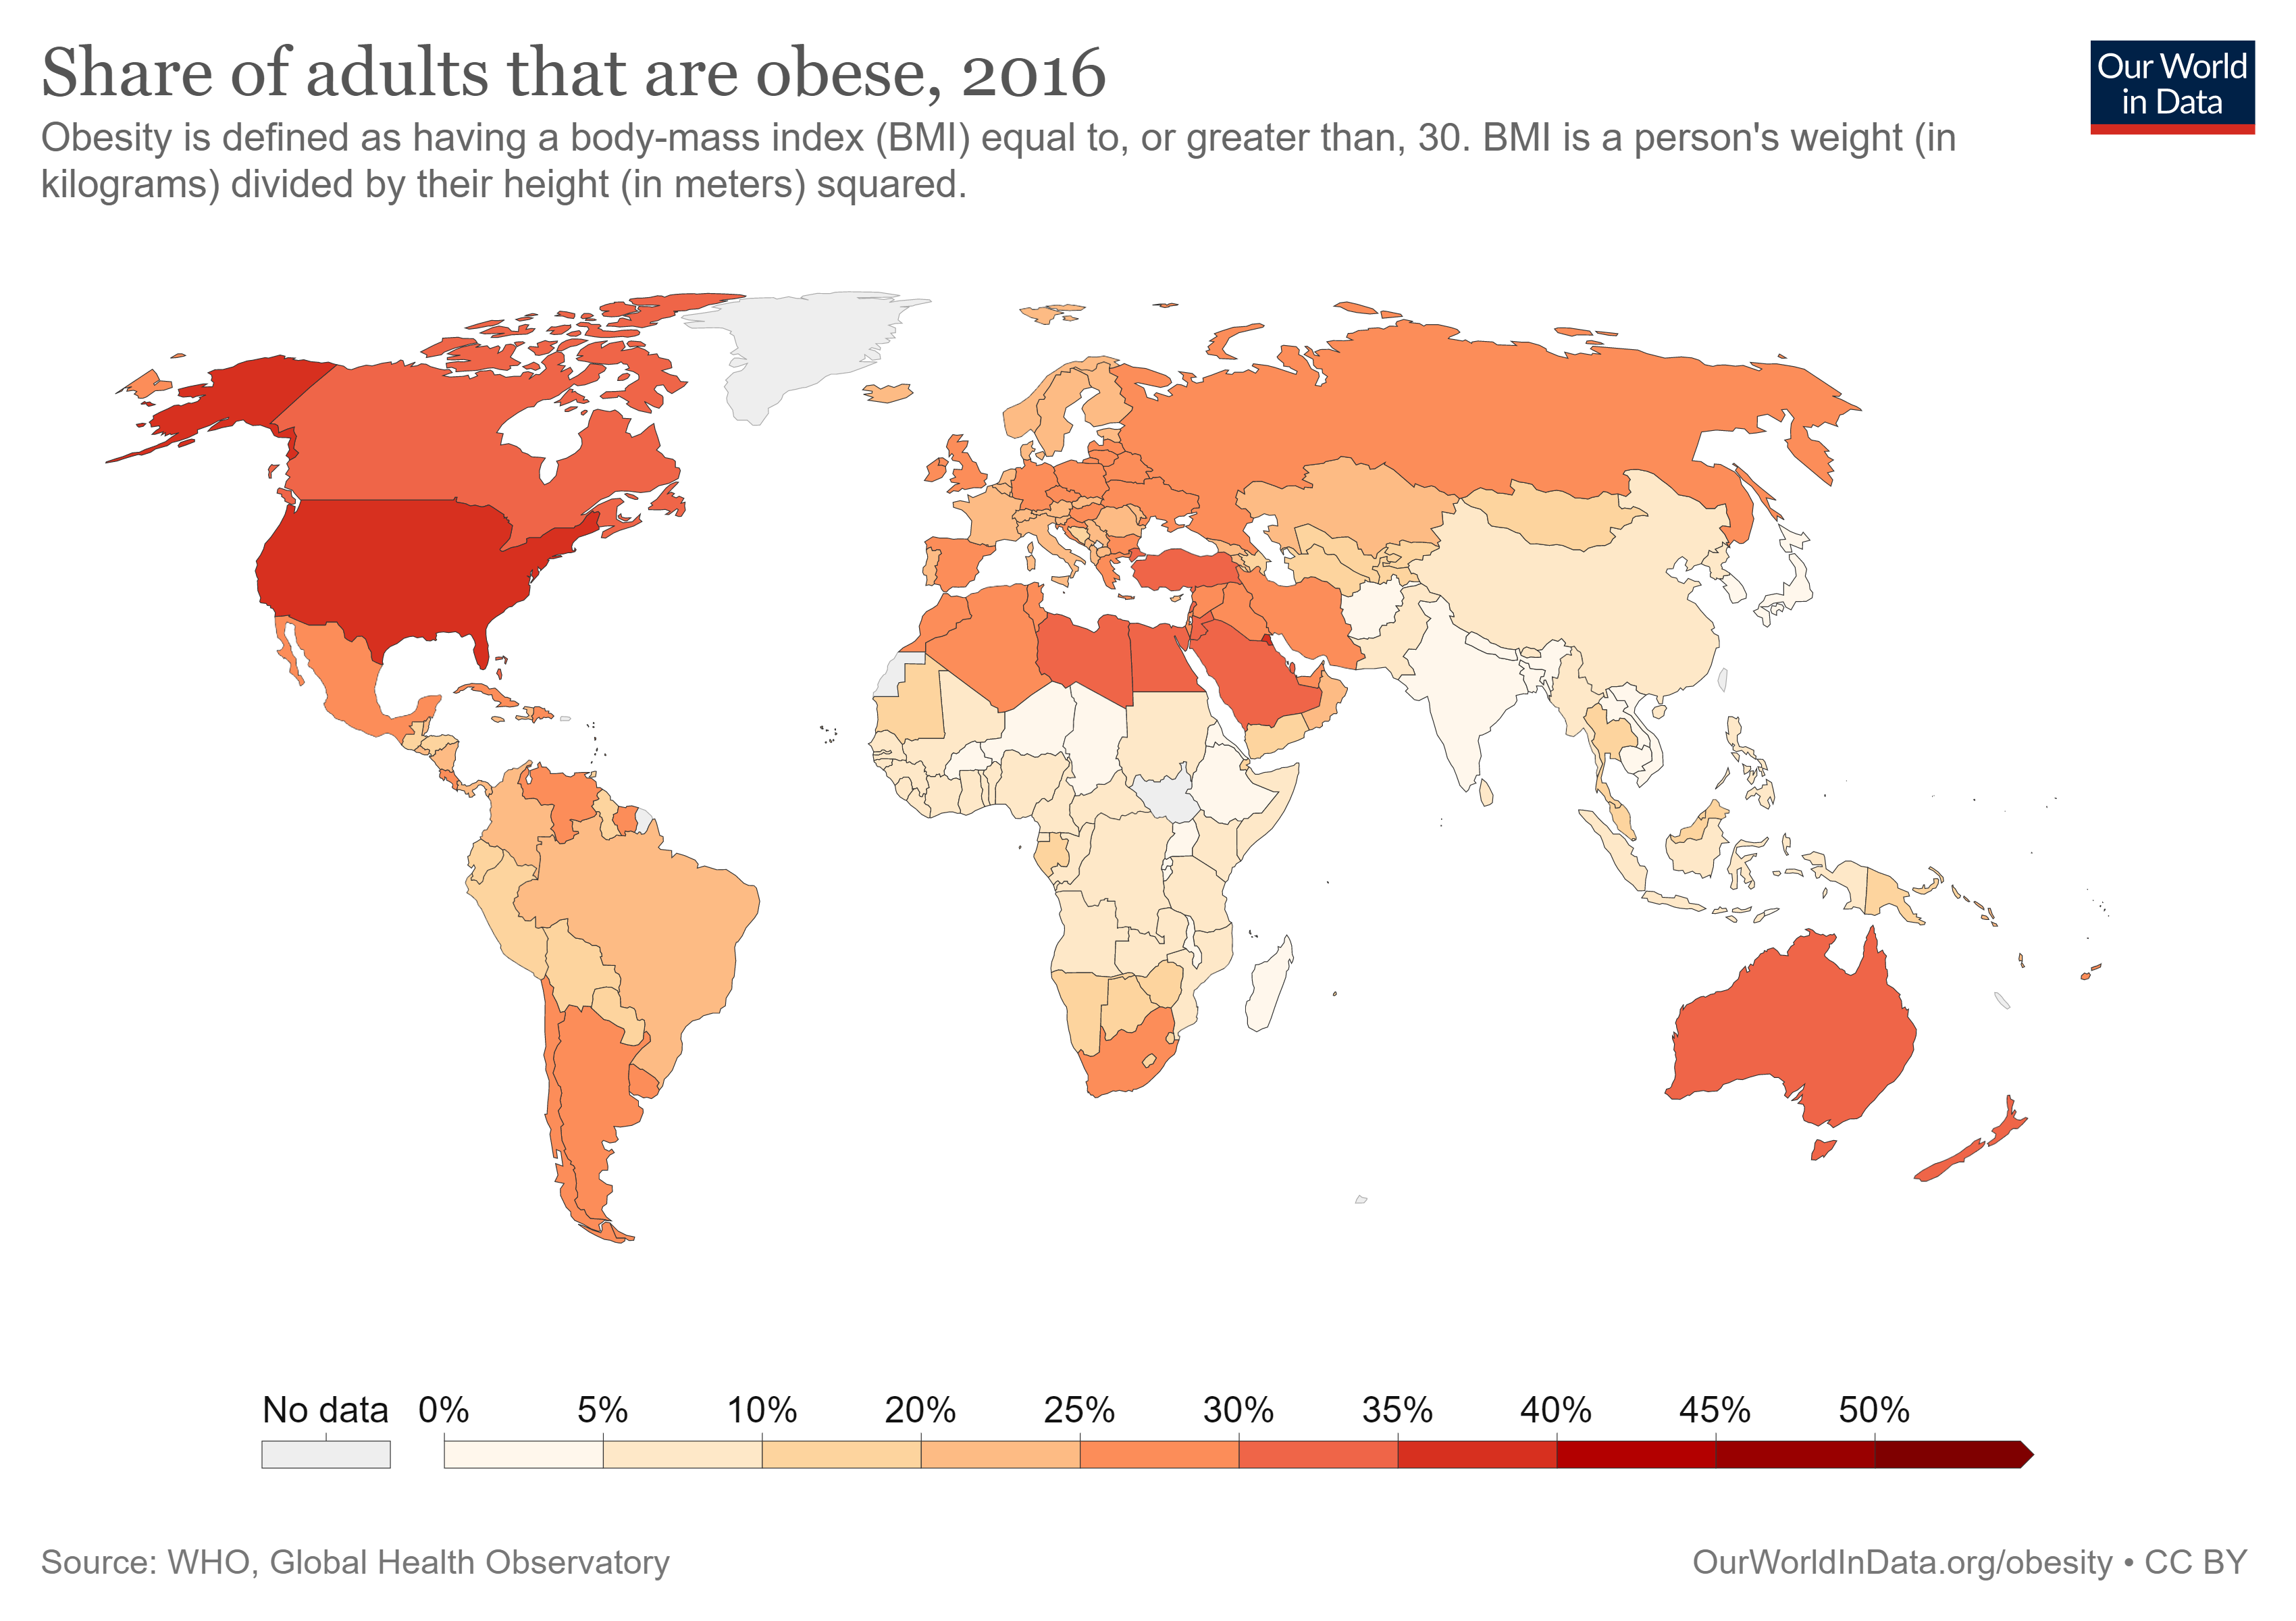 Share of adults that are obese, 2016
Our World
in Data
Obesity is defined as having a body-mass index (BMI) equal to, or greater than, 30. BMI is a person's weight (in
kilograms) divided by their height (in meters) squared.
No data 0% 5% 10% 20% 25% 30% 35% 40% 45% 50%
Source: WHO, Global Health Observatory
OurWorldInData.org/obesity • CC BY